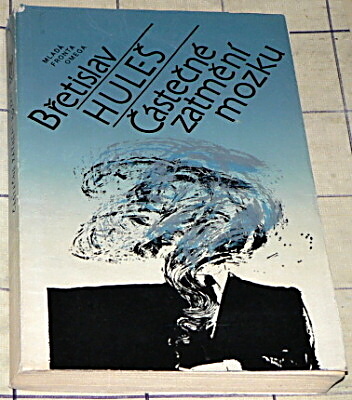 MLADÁ
FRONTA
OMEGA
Břetislav
HULEŠ
Částečné
zatmění
mozku